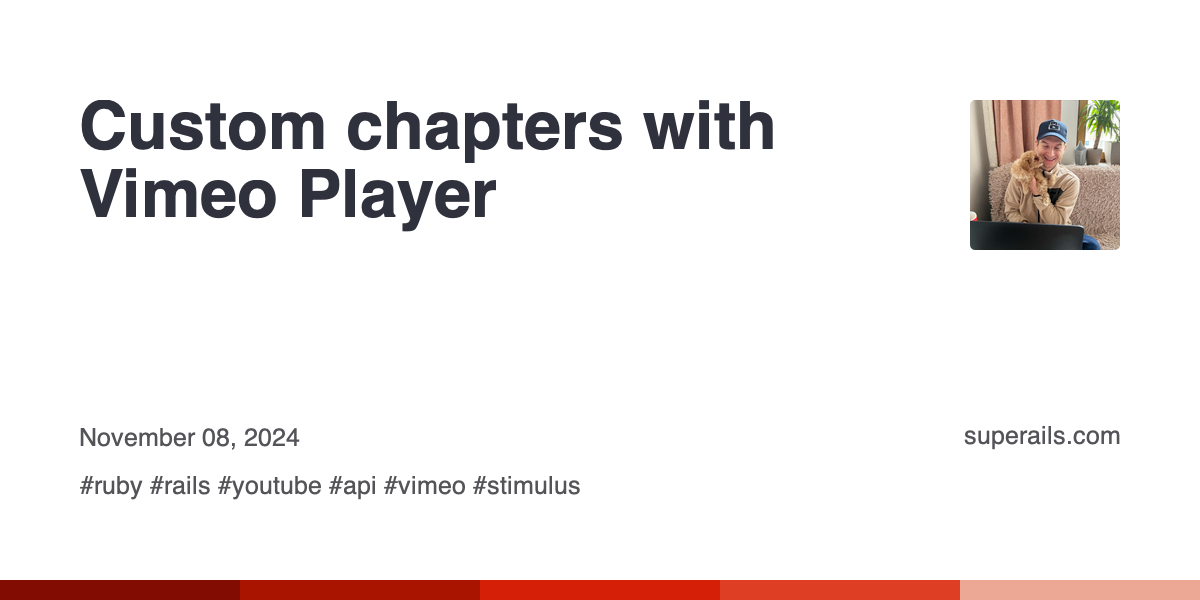 Custom chapters with
Vimeo Player
November 08, 2024
superails.com
#ruby #rails #youtube #api #vimeo #stimulus